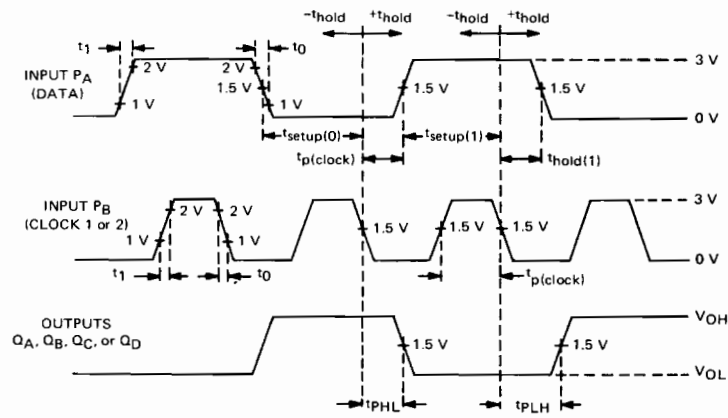 −thold +thold −thold +thold
t1 t0
INPUT PA
(DATA)
2 V 2 V 3 V
1.5 V 1.5 V 1.5 V
1 V 1 V
0 V
tsetup(0) tsetup(1)
tp(clock) thold(1)
INPUT PB
(CLOCK 1 or 2)
3 V
2 V 2 V
1.5 V 1.5 V 1.5 V
1 V 1 V
0 V
t1 t0 tp(clock)
OUTPUTS
QA, QB, QC, or QD
VOH
1.5 V 1.5 V
VOL
tPHL tPLH